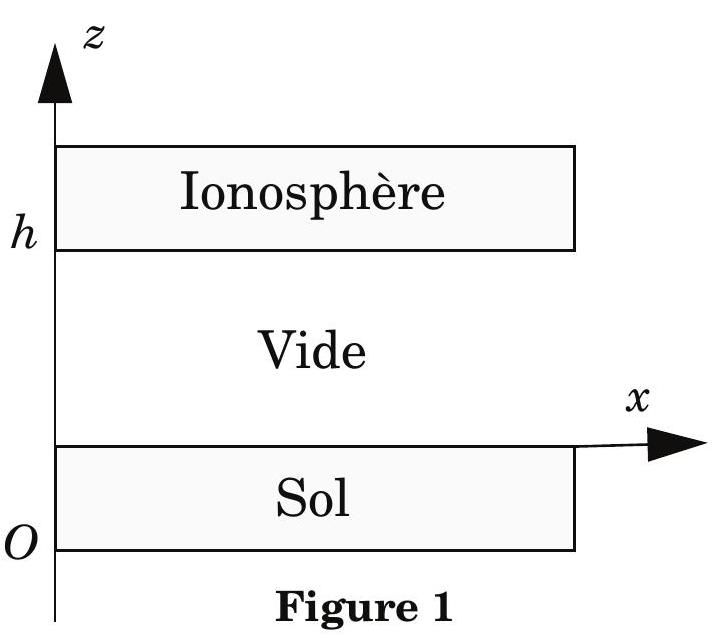 z
Ionosphère
h
Vide
x
Sol
O
Figure 1